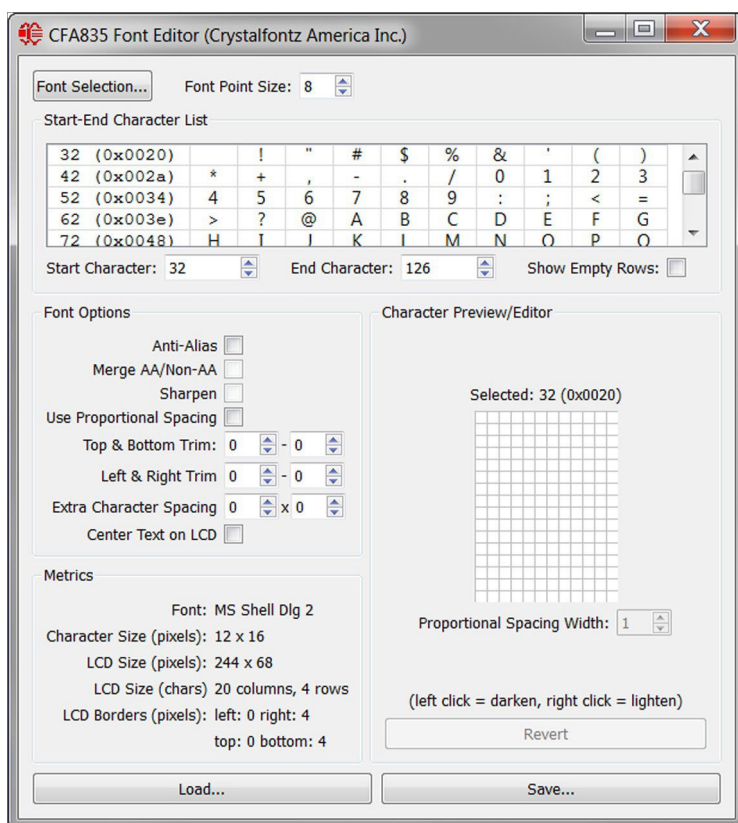 CFA835 Font Editor (Crystalfontz America Inc.)
Font Selection... Font Point Size: 8
Start-End Character List
32 (0x0020) ! " # $ % & ' ( )
42 (0x002a) * + , - . / 0 1 2 3
52 (0x0034) 4 5 6 7 8 9 : ; < =
62 (0x003e) > ? @ A B C D E F G
72 (0x0048) H I J K L M N O P Q
Start Character: 32 End Character: 126 Show Empty Rows:
Font Options
Anti-Alias
Merge AA/Non-AA
Sharpen
Use Proportional Spacing
Top & Bottom Trim: 0 - 0
Left & Right Trim 0 - 0
Extra Character Spacing 0 x 0
Center Text on LCD
Character Preview/Editor
Selected: 32 (0x0020)
Proportional Spacing Width: 1
(left click = darken, right click = lighten)
Revert
Metrics
Font: MS Shell Dlg 2
Character Size (pixels): 12 x 16
LCD Size (pixels): 244 x 68
LCD Size (chars) 20 columns, 4 rows
LCD Borders (pixels): left: 0 right: 4
top: 0 bottom: 4
Load... Save...